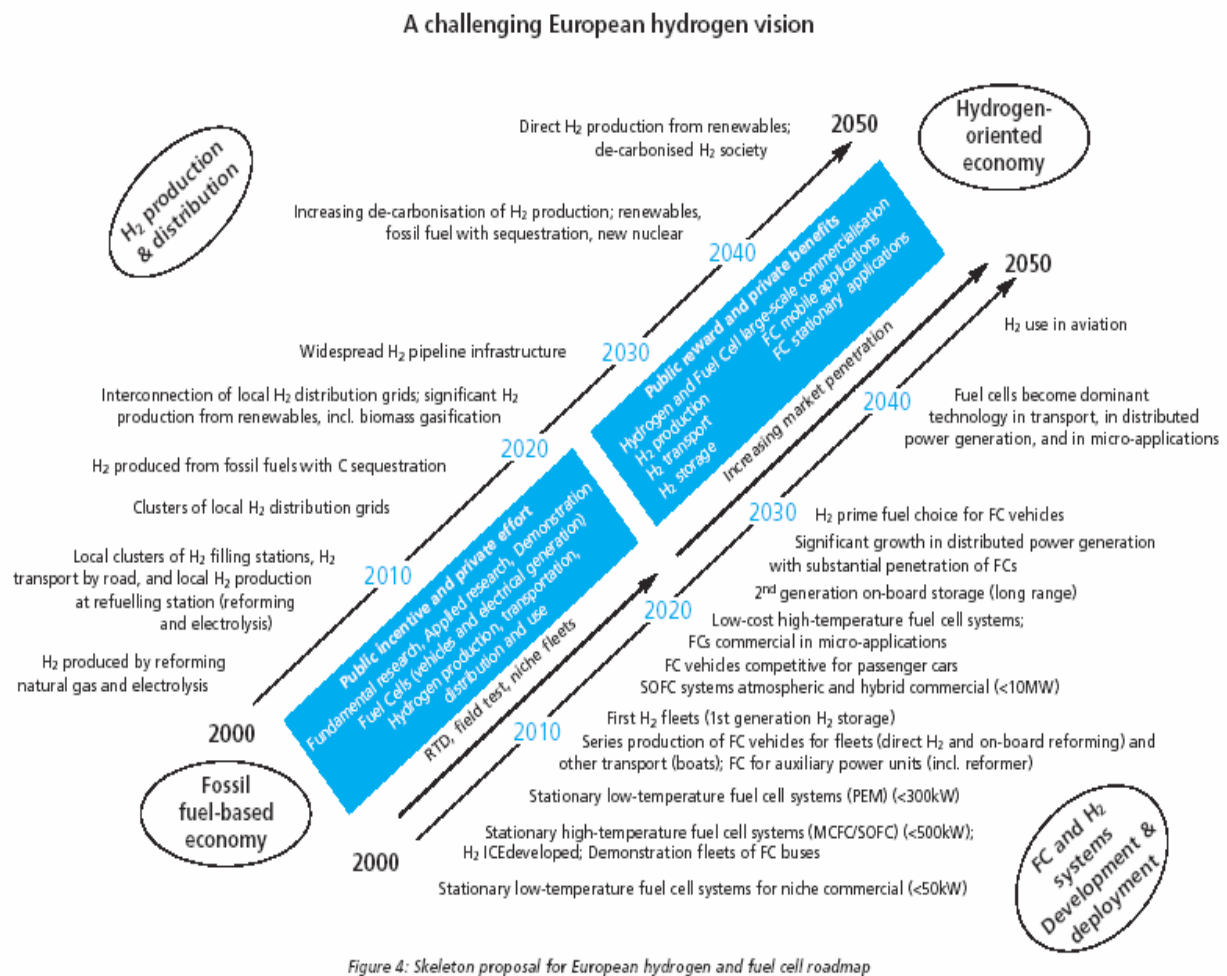 A challenging European hydrogen vision
H₂ production
& distribution
Direct H₂ production from renewables;
de-carbonised H₂ society
2050
Hydrogen-
oriented
economy
Increasing de-carbonisation of H₂ production; renewables,
fossil fuel with sequestration, new nuclear
2040
Widespread H₂ pipeline infrastructure
2030
Interconnection of local H₂ distribution grids; significant H₂
production from renewables, incl. biomass gasification
2020
H₂ produced from fossil fuels with C sequestration
Clusters of local H₂ distribution grids
Local clusters of H₂ filling stations, H₂
transport by road, and local H₂ production
at refuelling station (reforming
and electrolysis)
2010
H₂ produced by reforming
natural gas and electrolysis
2000
Fossil
fuel-based
economy
Public reward and private benefits
Hydrogen and Fuel Cell large-scale commercialisation
H₂ production
FC mobile applications
H₂ transport
FC stationary applications
H₂ storage
Increasing market penetration
Public incentive and private effort
Fundamental research, Applied research, Demonstration
Fuel Cells (vehicles and electrical generation)
Hydrogen production, transportation,
distribution and use
RTD, field test, niche fleets
2050
H₂ use in aviation
2040
Fuel cells become dominant
technology in transport, in distributed
power generation, and in micro-applications
2030
H₂ prime fuel choice for FC vehicles
Significant growth in distributed power generation
with substantial penetration of FCs
2nd generation on-board storage (long range)
2020
Low-cost high-temperature fuel cell systems;
FCs commercial in micro-applications
FC vehicles competitive for passenger cars
SOFC systems atmospheric and hybrid commercial (<10MW)
First H₂ fleets (1st generation H₂ storage)
2010
Series production of FC vehicles for fleets (direct H₂ and on-board reforming) and
other transport (boats); FC for auxiliary power units (incl. reformer)
Stationary low-temperature fuel cell systems (PEM) (<300kW)
Stationary high-temperature fuel cell systems (MCFC/SOFC) (<500kW);
H₂ ICEdeveloped; Demonstration fleets of FC buses
2000
Stationary low-temperature fuel cell systems for niche commercial (<50kW)
FC and H₂
systems
Development &
deployment
Figure 4: Skeleton proposal for European hydrogen and fuel cell roadmap